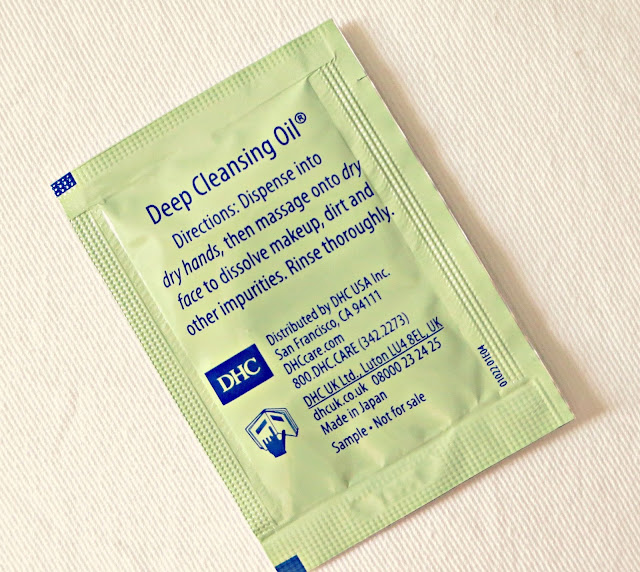 Deep Cleansing Oil®
Directions: Dispense into
dry hands, then massage onto dry
face to dissolve makeup, dirt and
other impurities. Rinse thoroughly.
DHC
Distributed by DHC USA Inc.
San Francisco, CA 94111
DHCcare.com
800.DHC.CARE (342.2273)
DHC UK Ltd., Luton LU4 8EL, UK
dhcuk.co.uk 08000 23 24 25
Made in Japan
Sample • Not for sale